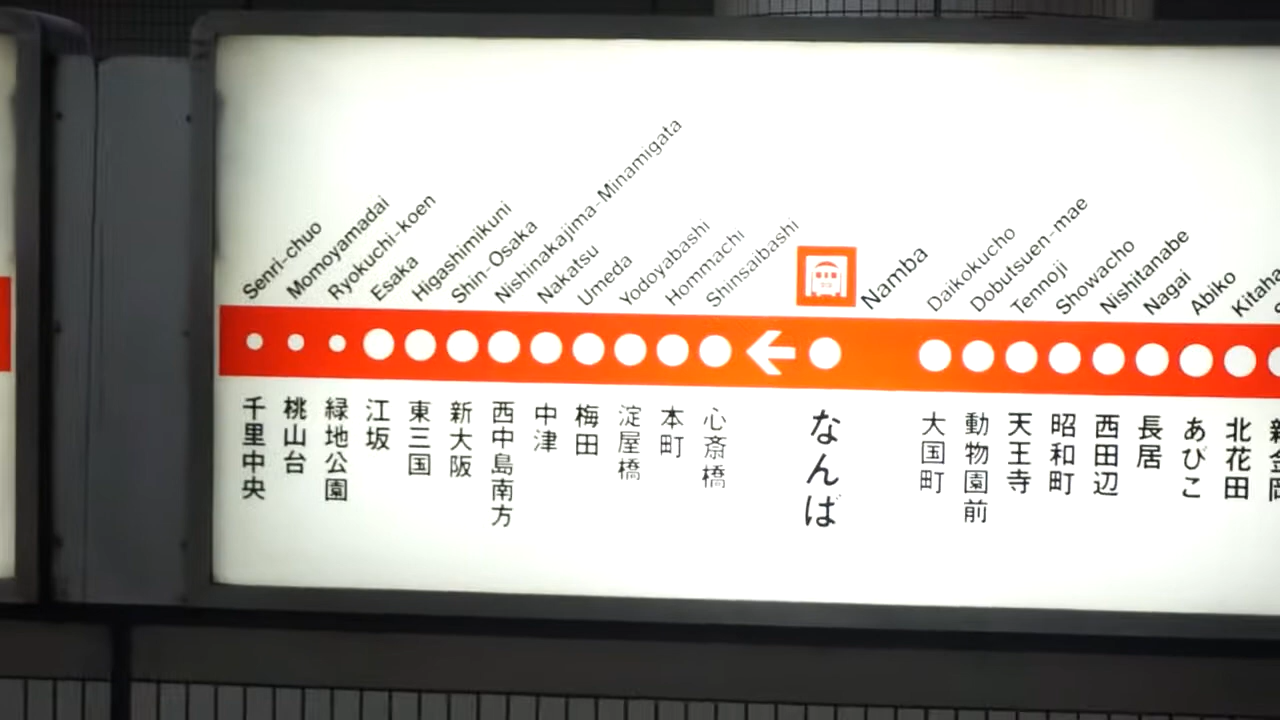 Senri-chuo
Momoyamadai
Ryokuchi-koen
Esaka
Higashimikuni
Shin-Osaka
Nishinakajima-Minamigata
Nakatsu
Umeda
Yodoyabashi
Hommachi
Shinsaibashi
Namba
Daikokucho
Dobutsuen-mae
Tennoji
Showacho
Nishitanabe
Nagai
Abiko
千里中央
桃山台
緑地公園
江坂
東三国
新大阪
西中島南方
中津
梅田
淀屋橋
本町
心斎橋
なんば
大国町
動物園前
天王寺
昭和町
西田辺
長居
あびこ
北花田